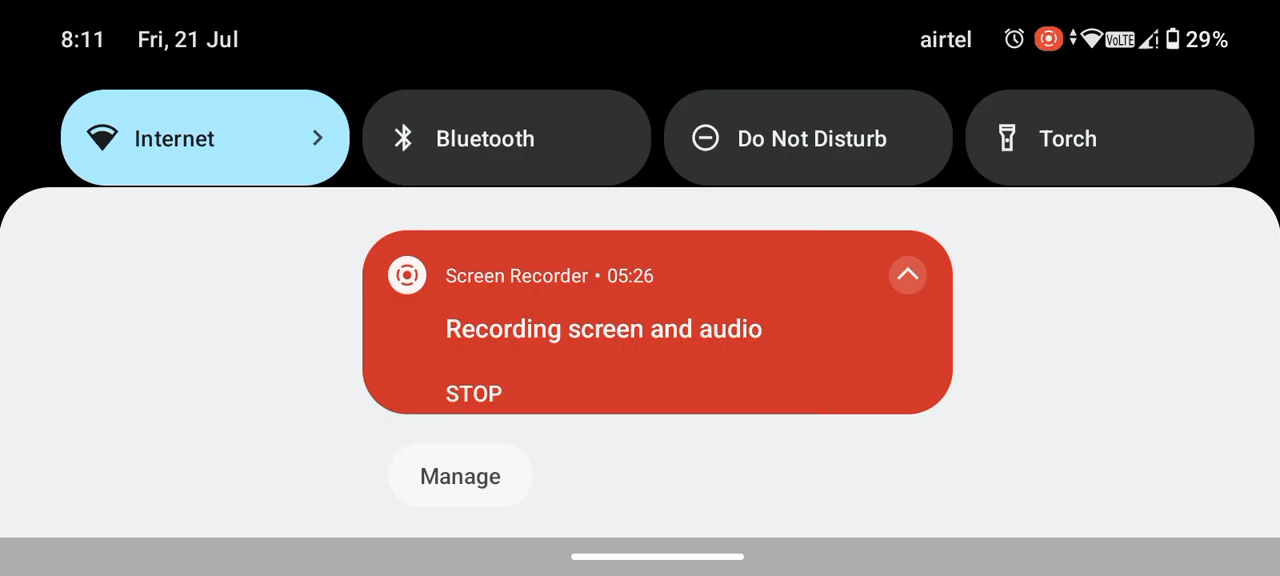 8:11 Fri, 21 Jul airtel VoLTE 29%
Internet Bluetooth Do Not Disturb Torch
Screen Recorder • 05:26
Recording screen and audio
STOP
Manage